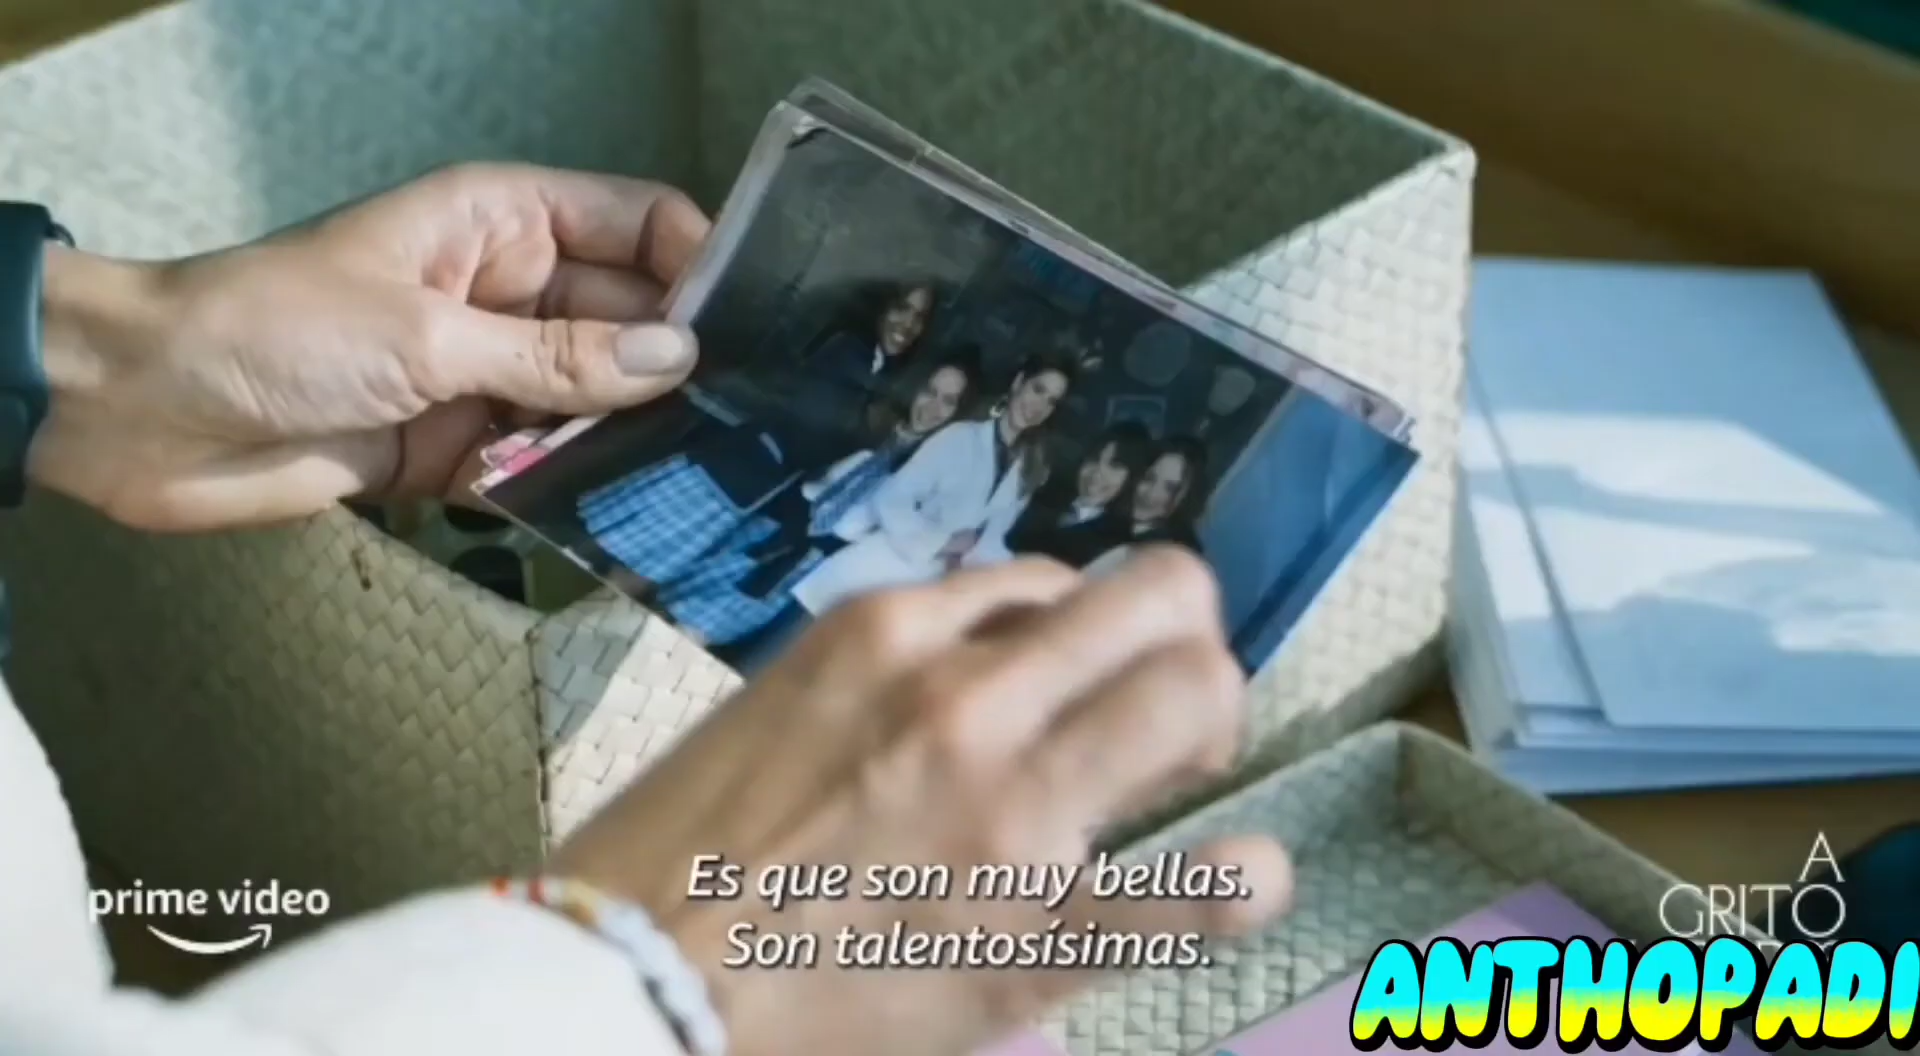 Es que son muy bellas.
Son talentosísimas.
prime video
A
GRITO
ANTHOPADI